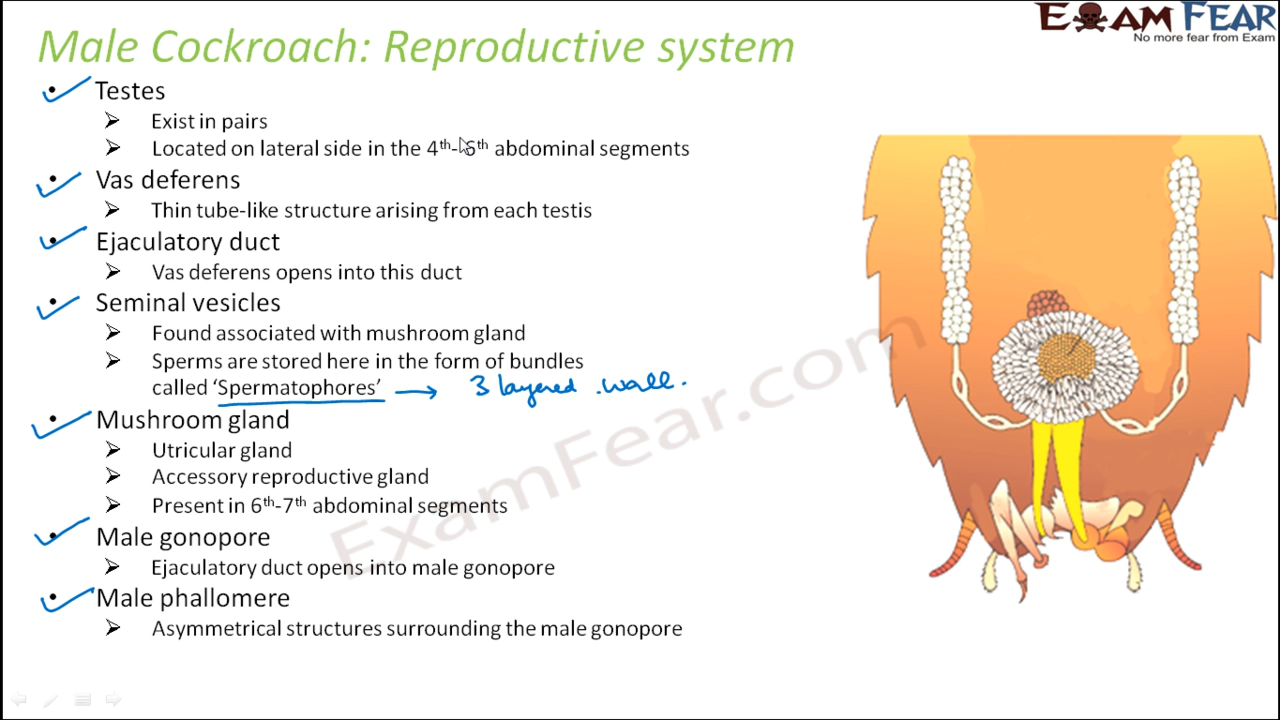 EXAM FEAR
No more fear from Exam
Male Cockroach: Reproductive system
• Testes
➢ Exist in pairs
➢ Located on lateral side in the 4th-6th abdominal segments
• Vas deferens
➢ Thin tube-like structure arising from each testis
• Ejaculatory duct
➢ Vas deferens opens into this duct
• Seminal vesicles
➢ Found associated with mushroom gland
➢ Sperms are stored here in the form of bundles
called ‘Spermatophores’ → 3 layered wall.
• Mushroom gland
➢ Utricular gland
➢ Accessory reproductive gland
➢ Present in 6th-7th abdominal segments
• Male gonopore
➢ Ejaculatory duct opens into male gonopore
• Male phallomere
➢ Asymmetrical structures surrounding the male gonopore
ExamFear.com